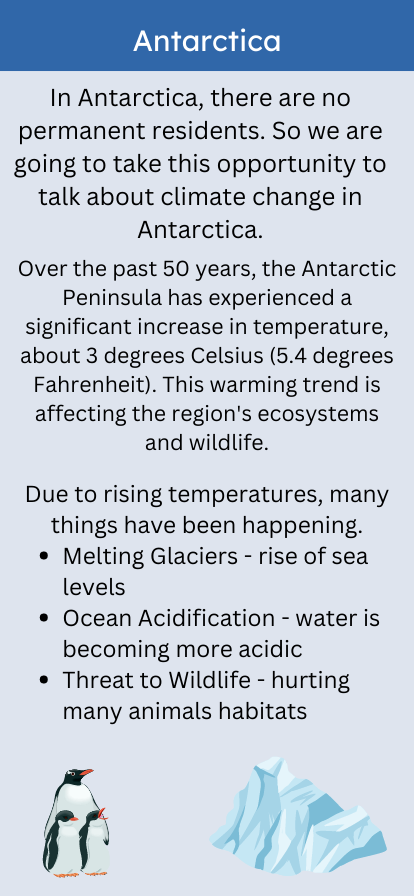 Antarctica
In Antarctica, there are no
permanent residents. So we are
going to take this opportunity to
talk about climate change in
Antarctica.
Over the past 50 years, the Antarctic
Peninsula has experienced a
significant increase in temperature,
about 3 degrees Celsius (5.4 degrees
Fahrenheit). This warming trend is
affecting the region's ecosystems
and wildlife.
Due to rising temperatures, many
things have been happening.
• Melting Glaciers - rise of sea
levels
• Ocean Acidification - water is
becoming more acidic
• Threat to Wildlife - hurting
many animals habitats